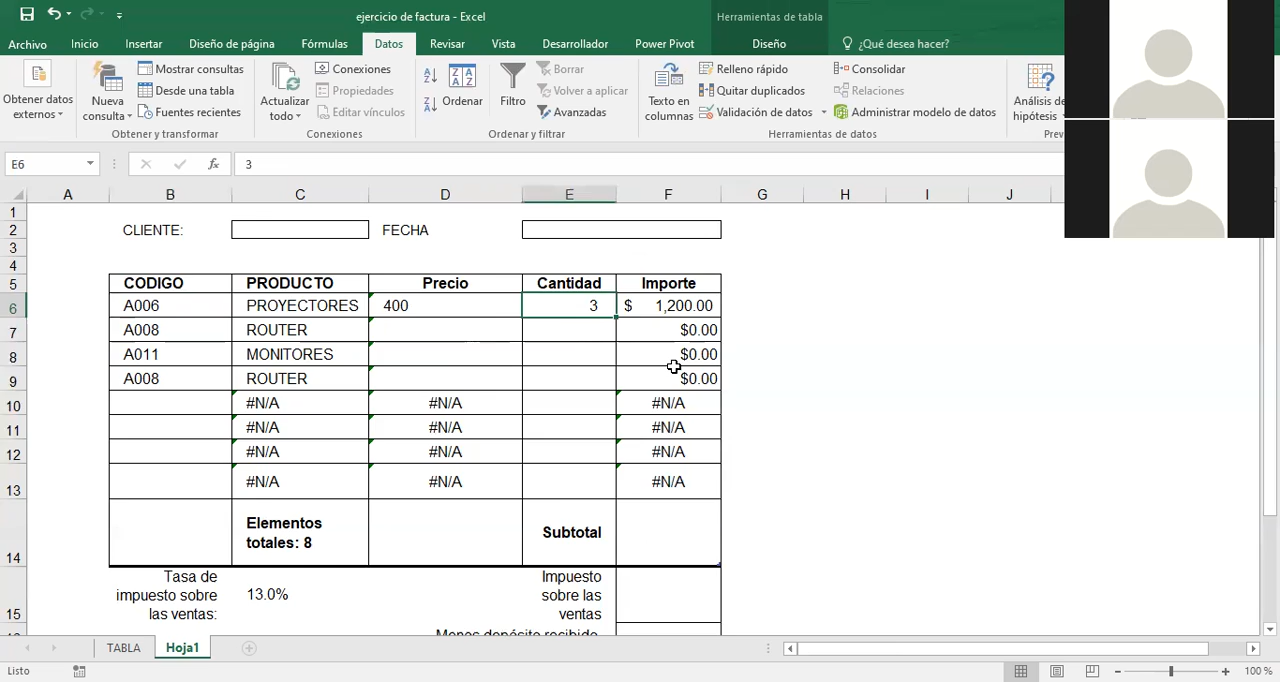 ejercicio de factura - Excel
Herramientas de tabla
Archivo Inicio Insertar Diseño de página Fórmulas Datos Revisar Vista Desarrollador Power Pivot Diseño ¿Qué desea hacer?
Obtener datos externos
Nueva consulta
Mostrar consultas
Desde una tabla
Fuentes recientes
Obtener y transformar
Actualizar todo
Conexiones
Propiedades
Editar vínculos
Conexiones
Ordenar
Filtro
Borrar
Volver a aplicar
Avanzadas
Ordenar y filtrar
Texto en columnas
Relleno rápido
Quitar duplicados
Validación de datos
Consolidar
Relaciones
Administrar modelo de datos
Herramientas de datos
Análisis de hipótesis
E6 fx 3
A B C D E F G H I J
1
2 CLIENTE: FECHA
3
4
5 CODIGO PRODUCTO Precio Cantidad Importe
6 A006 PROYECTORES 400 3 $ 1,200.00
7 A008 ROUTER $0.00
8 A011 MONITORES $0.00
9 A008 ROUTER $0.00
10 #N/A #N/A #N/A
11 #N/A #N/A #N/A
12 #N/A #N/A #N/A
13 #N/A #N/A #N/A
14 Elementos totales: 8 Subtotal
15 Tasa de impuesto sobre las ventas: 13.0% Impuesto sobre las ventas
Menos depósito recibido
TABLA Hoja1
Listo 100 %